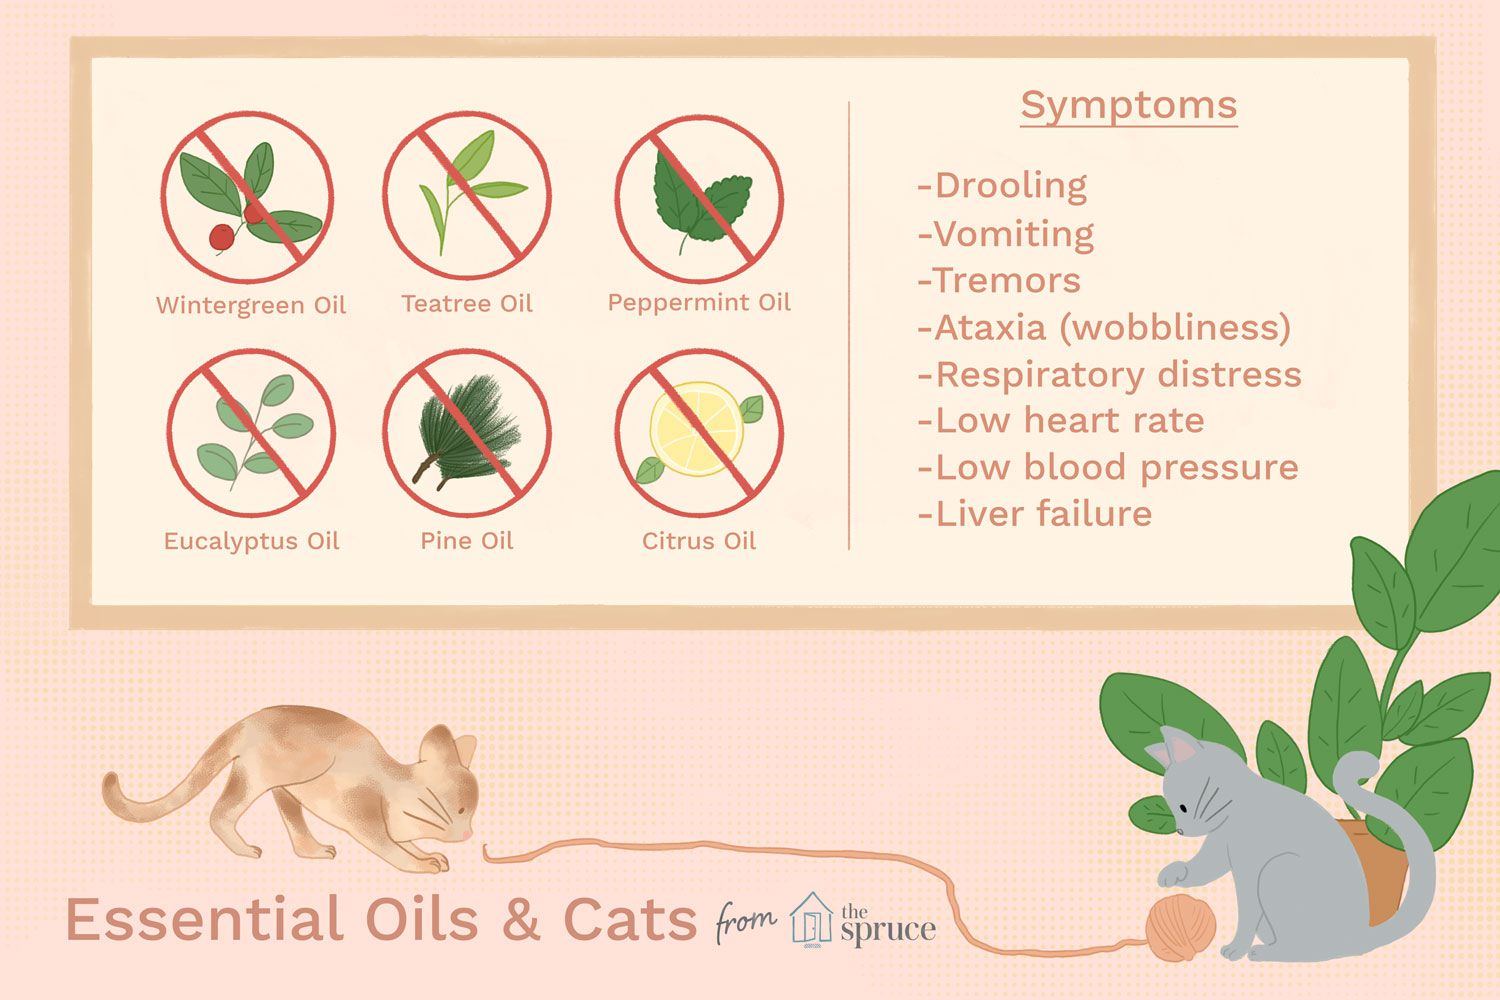 Wintergreen Oil
Teatree Oil
Peppermint Oil
Eucalyptus Oil
Pine Oil
Citrus Oil
Symptoms
-Drooling
-Vomiting
-Tremors
-Ataxia (wobbliness)
-Respiratory distress
-Low heart rate
-Low blood pressure
-Liver failure
Essential Oils & Cats from the spruce